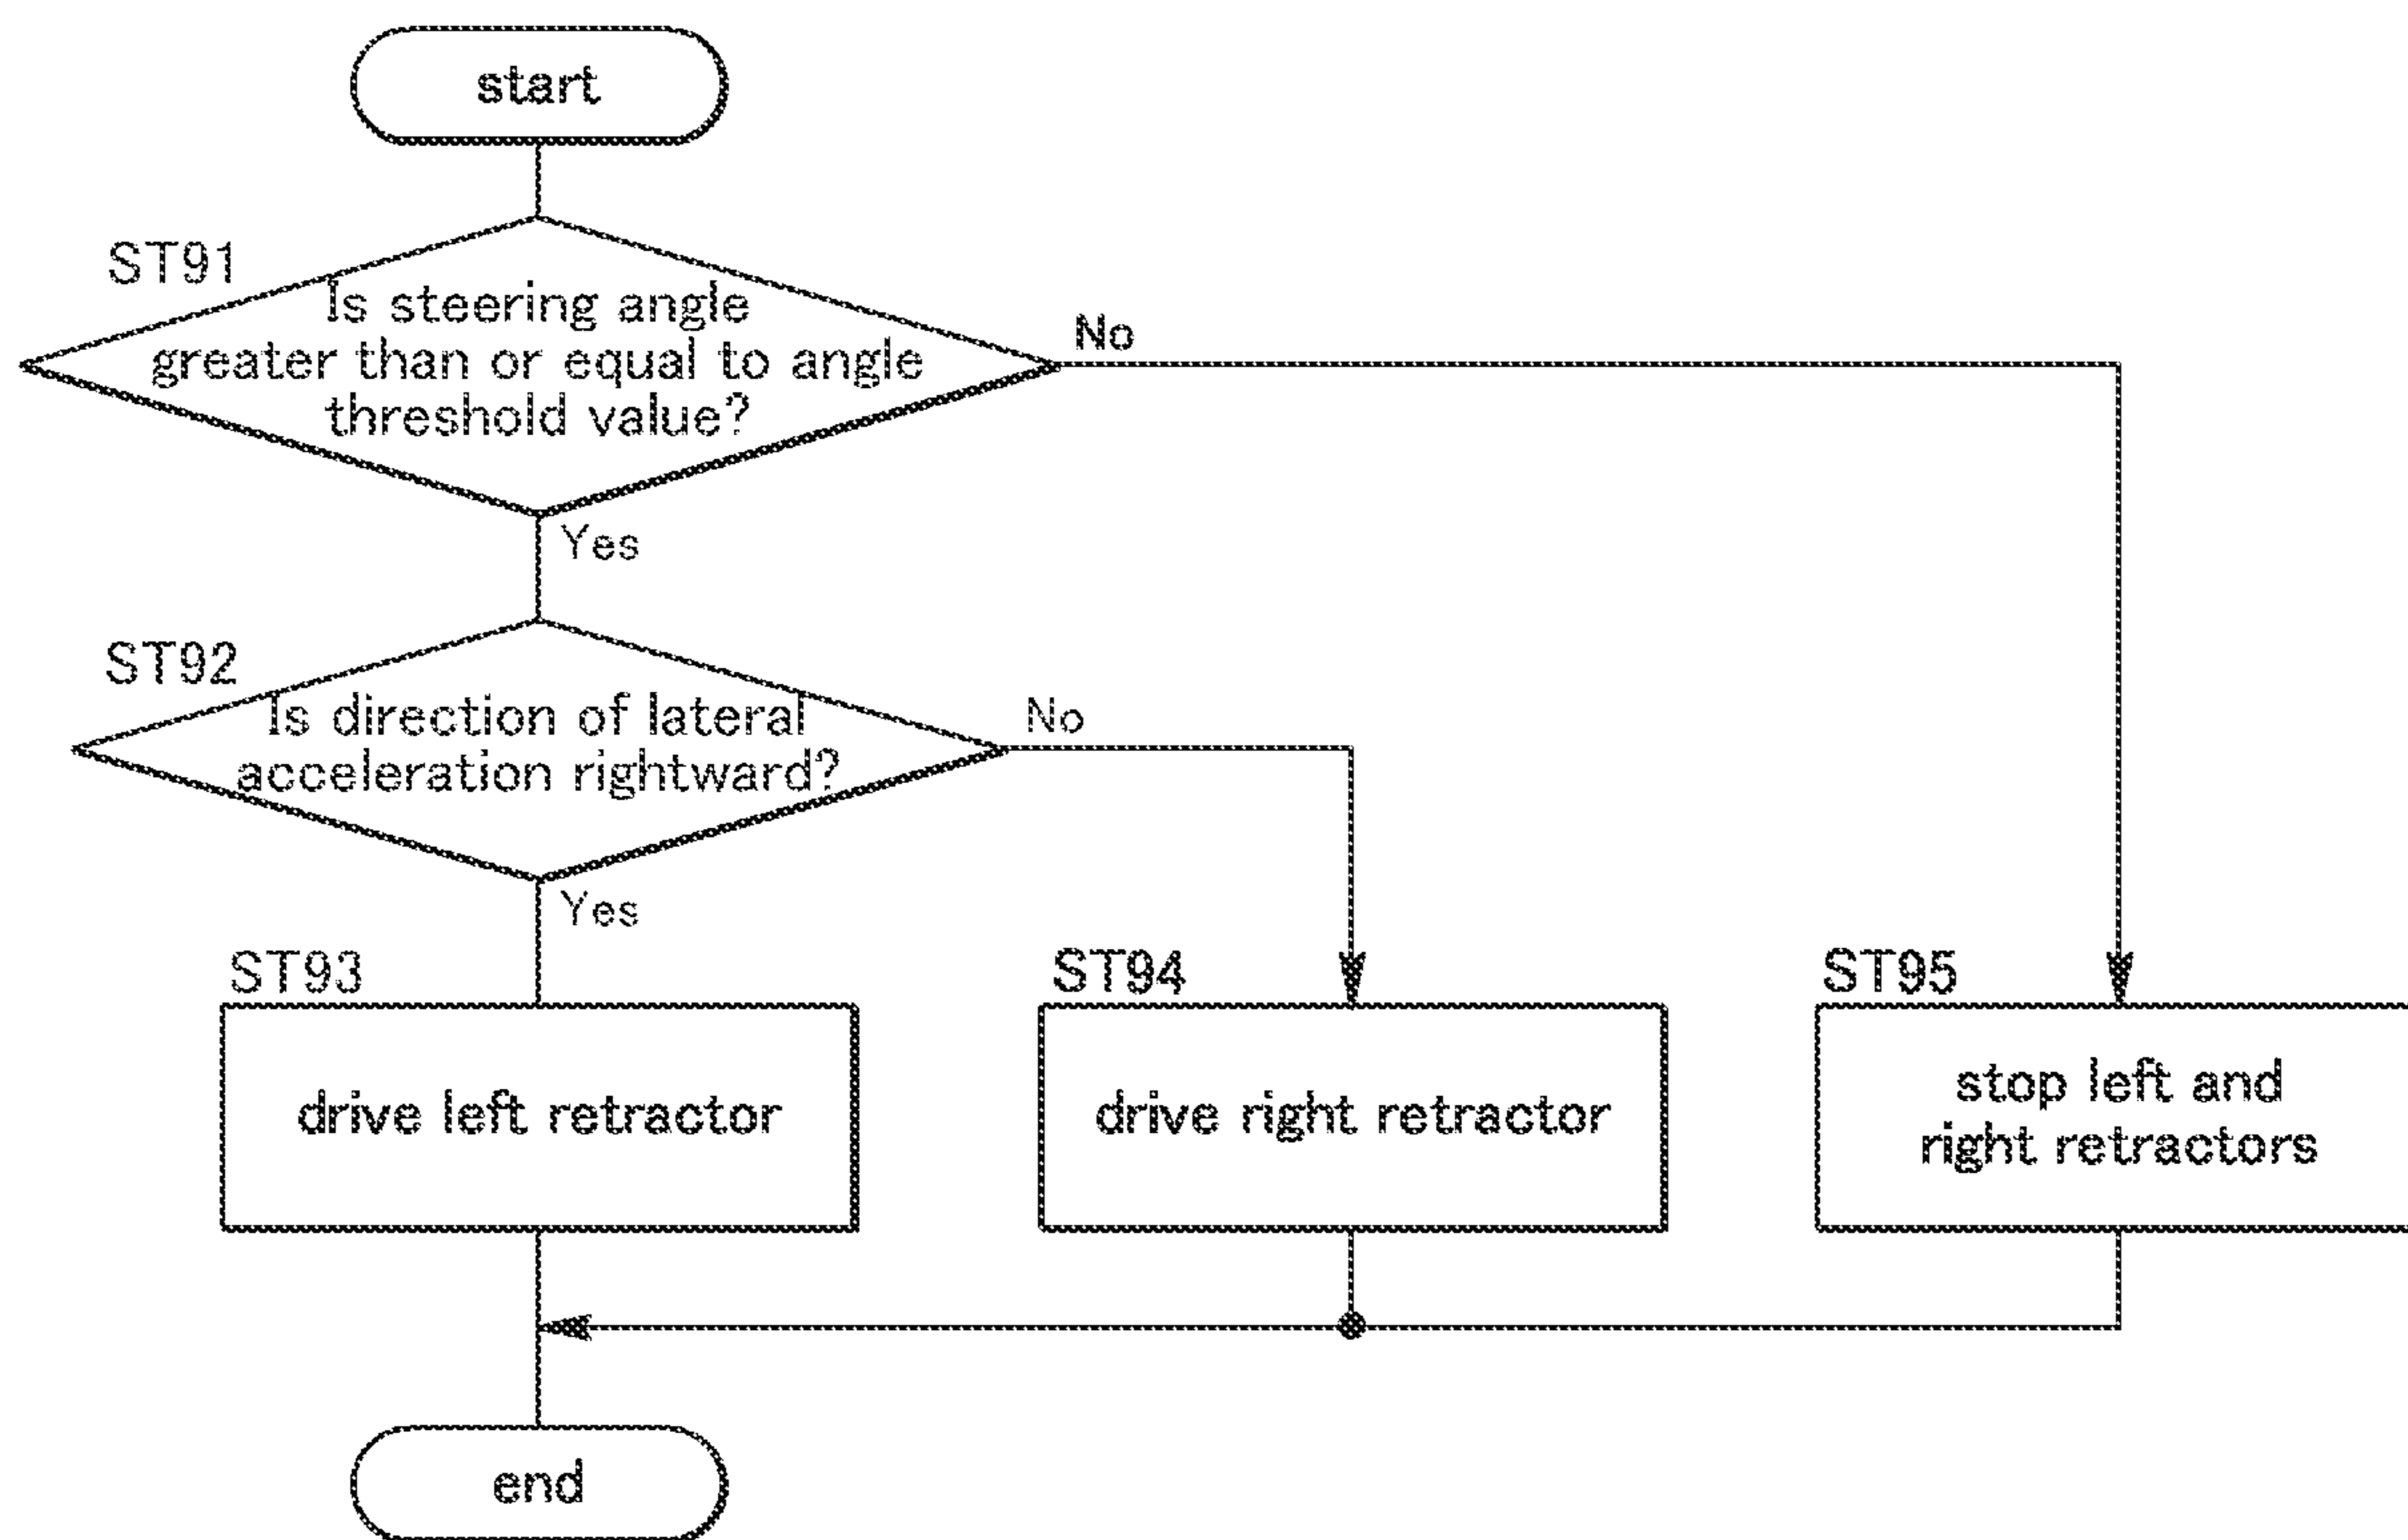 start
ST91
Is steering angle
greater than or equal to angle
threshold value?
No
Yes
ST92
Is direction of lateral
acceleration rightward?
No
Yes
ST93
drive left retractor
ST94
drive right retractor
ST95
stop left and
right retractors
end